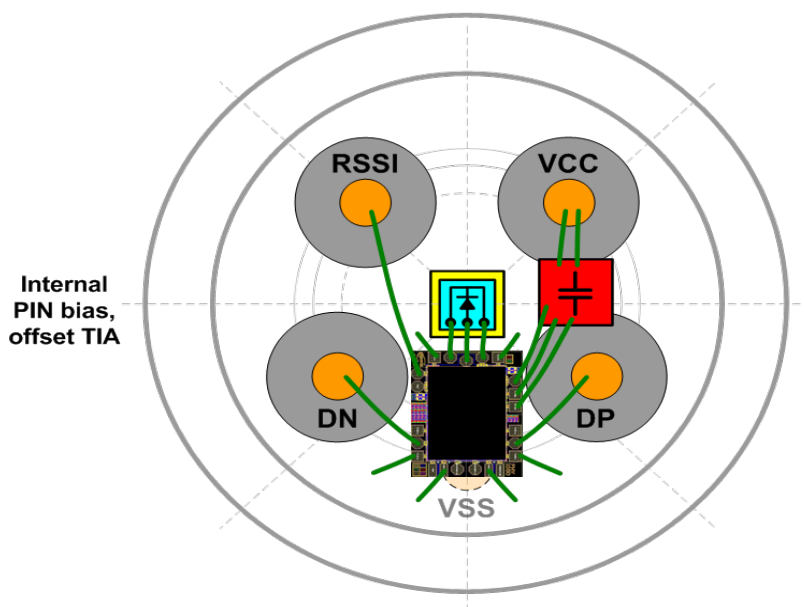 RSSI
VCC
Internal
PIN bias,
offset TIA
DN
DP
VSS